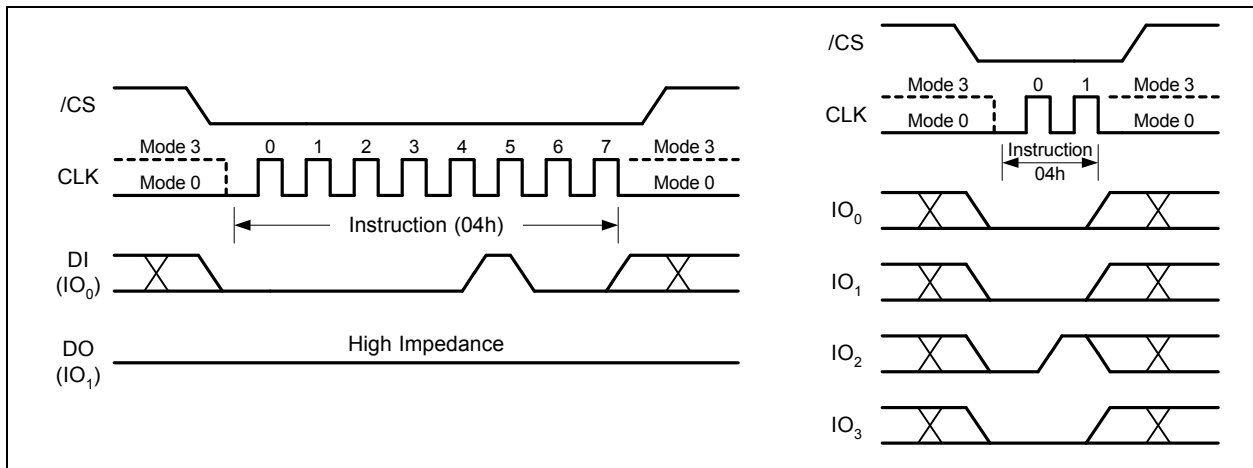 /CS
Mode 3 0 1 2 3 4 5 6 7 Mode 3
CLK Mode 0 Mode 0
Instruction (04h)
DI
(IO0)
High Impedance
DO
(IO1)
/CS
Mode 3 0 1 Mode 3
CLK Mode 0 Mode 0
Instruction
04h
IO0
IO1
IO2
IO3